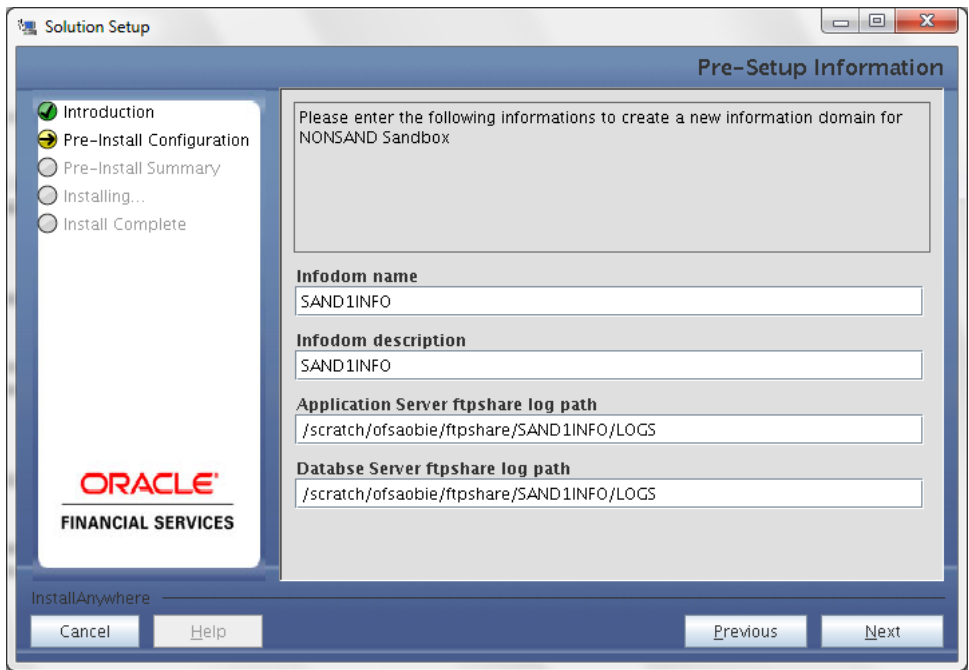 Solution Setup
Pre-Setup Information
Introduction
Pre-Install Configuration
Pre-Install Summary
Installing...
Install Complete
ORACLE®
FINANCIAL SERVICES
Please enter the following informations to create a new information domain for
NONSAND Sandbox
Infodom name
SAND1INFO
Infodom description
SAND1INFO
Application Server ftpshare log path
/scratch/ofsaobie/ftpshare/SAND1INFO/LOGS
Databse Server ftpshare log path
/scratch/ofsaobie/ftpshare/SAND1INFO/LOGS
InstallAnywhere
Cancel
Help
Previous
Next